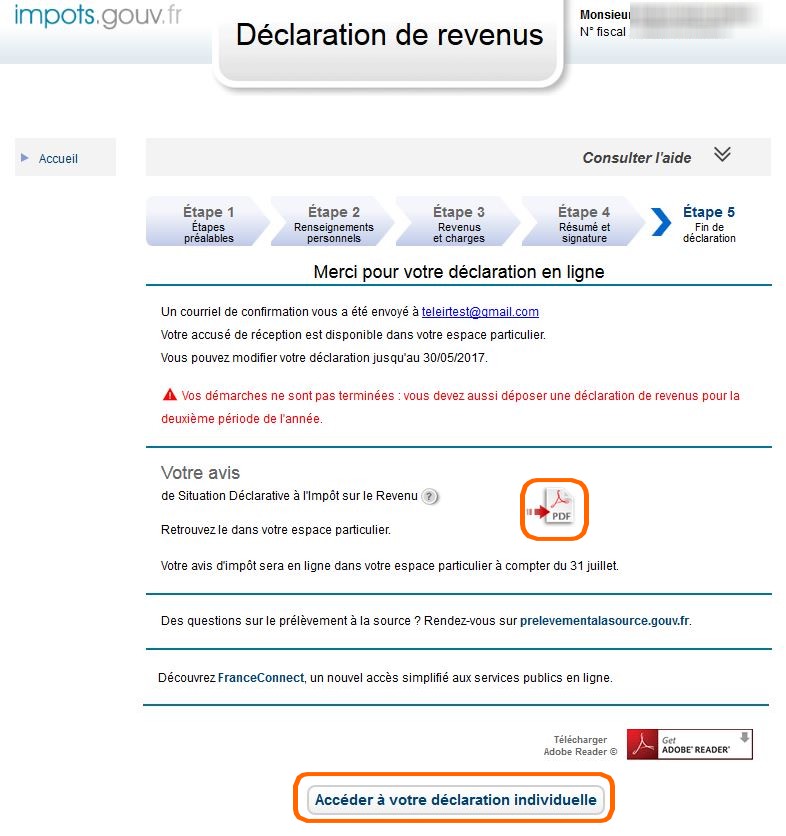 impots.gouv.fr
Déclaration de revenus
Monsieur
N° fiscal
Accueil
Consulter l'aide
Étape 1
Étapes
préalables
Étape 2
Renseignements
personnels
Étape 3
Revenus
et charges
Étape 4
Résumé et
signature
Étape 5
Fin de
déclaration
Merci pour votre déclaration en ligne
Un courriel de confirmation vous a été envoyé à teleirtest@gmail.com
Votre accusé de réception est disponible dans votre espace particulier.
Vous pouvez modifier votre déclaration jusqu'au 30/05/2017.
Vos démarches ne sont pas terminées : vous devez aussi déposer une déclaration de revenus pour la
deuxième période de l'année.
Votre avis
de Situation Déclarative à l'Impôt sur le Revenu ?
PDF
Retrouvez le dans votre espace particulier.
Votre avis d'impôt sera en ligne dans votre espace particulier à compter du 31 juillet.
Des questions sur le prélèvement à la source ? Rendez-vous sur prelevementalasource.gouv.fr.
Découvrez FranceConnect, un nouvel accès simplifié aux services publics en ligne.
Télécharger
Adobe Reader ©
Get
ADOBE® READER®
Accéder à votre déclaration individuelle